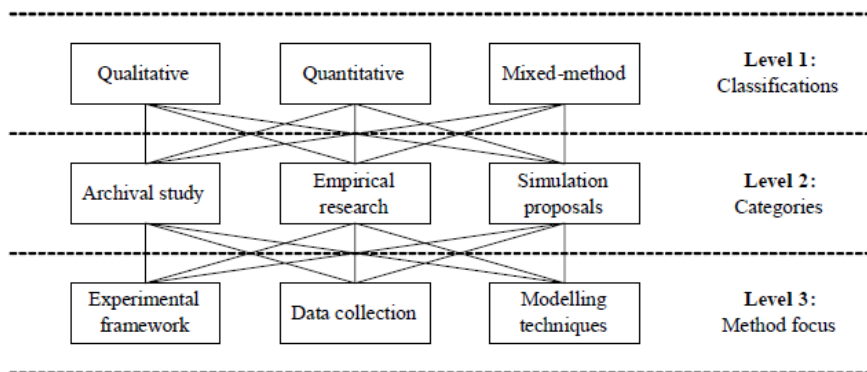 Qualitative
Quantitative
Mixed-method
Level 1:
Classifications
Archival study
Empirical
research
Simulation
proposals
Level 2:
Categories
Experimental
framework
Data collection
Modelling
techniques
Level 3:
Method focus